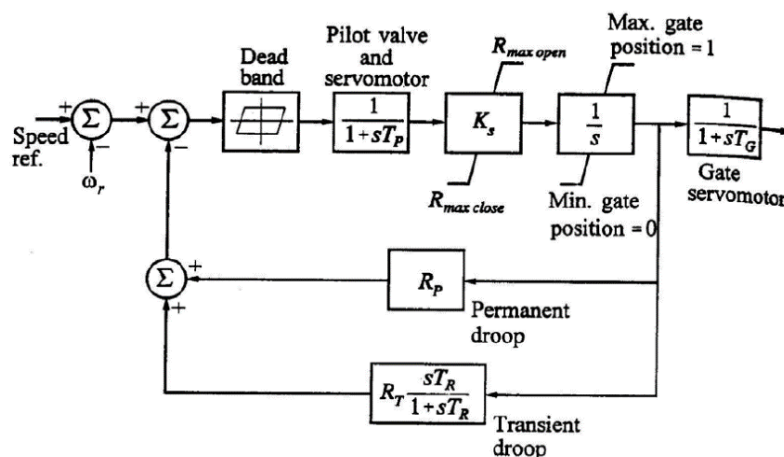 Max. gate
position = 1
Pilot valve
and
servomotor
R_max open
Dead
band
+
Σ
+
Σ
1
1+sT_P
K_s
1
s
1
1+sT_G
Speed
ref.
−
−
ω_r
R_max close
Min. gate
position = 0
Gate
servomotor
Σ
+
+
R_P
Permanent
droop
R_T sT_R
1+sT_R
Transient
droop